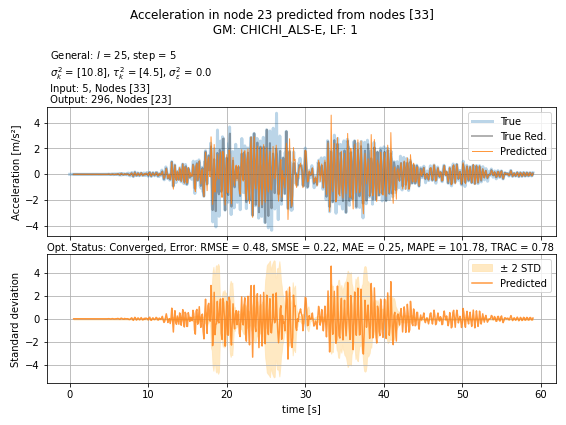 Acceleration in node 23 predicted from nodes [33]
GM: CHICHI_ALS-E, LF: 1
General: l = 25, step = 5
σ²ₖ = [10.8], τ²ₖ = [4.5], σ²ε = 0.0
Input: 5, Nodes [33]
Output: 296, Nodes [23]
Acceleration [m/s²]
4
2
0
−2
−4
True
True Red.
Predicted
Opt. Status: Converged, Error: RMSE = 0.48, SMSE = 0.22, MAE = 0.25, MAPE = 101.78, TRAC = 0.78
Standard deviation
4
2
0
−2
−4
± 2 STD
Predicted
0 10 20 30 40 50 60
time [s]